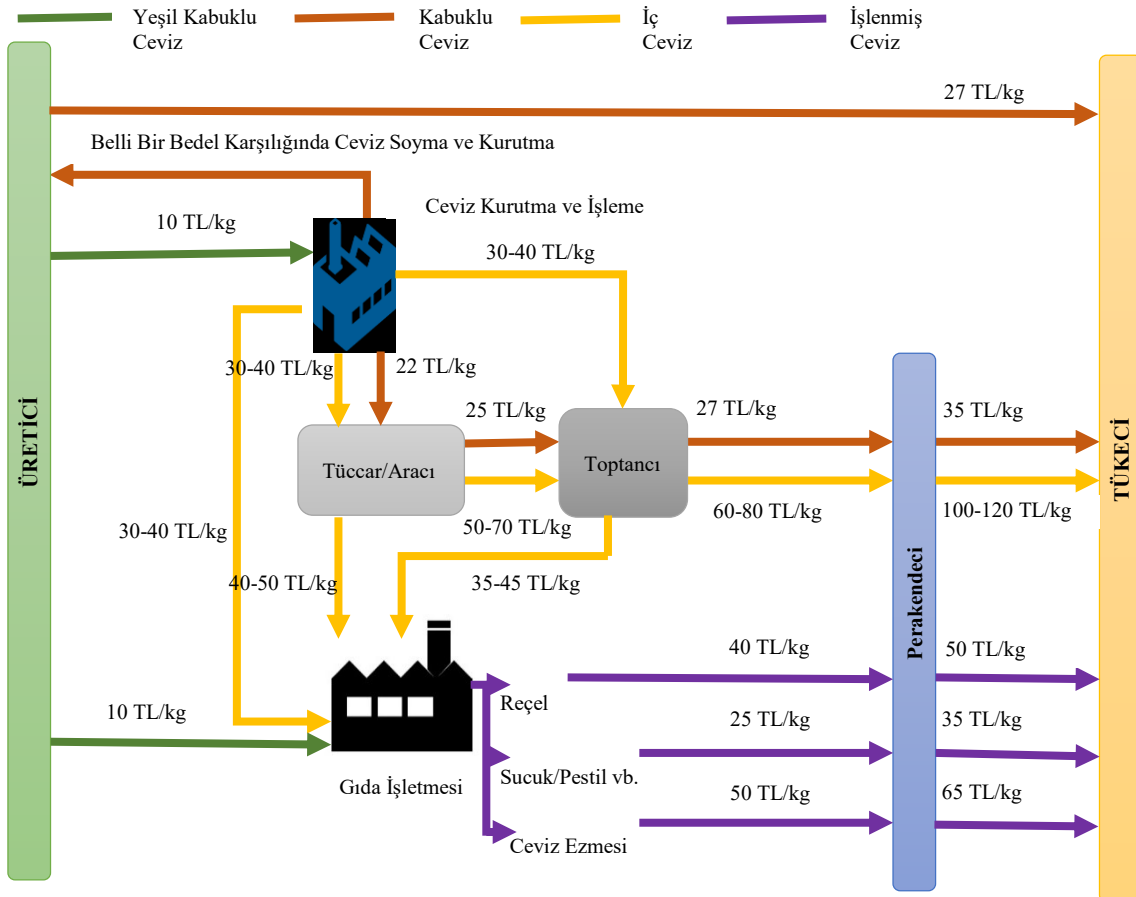 Yeşil Kabuklu
Ceviz
Kabuklu
Ceviz
İç
Ceviz
İşlenmiş
Ceviz
ÜRETİCİ
TÜKECİ
27 TL/kg
Belli Bir Bedel Karşılığında Ceviz Soyma ve Kurutma
10 TL/kg
Ceviz Kurutma ve İşleme
30-40 TL/kg
30-40 TL/kg
22 TL/kg
25 TL/kg
27 TL/kg
35 TL/kg
Tüccar/Aracı
Toptancı
50-70 TL/kg
60-80 TL/kg
100-120 TL/kg
30-40 TL/kg
40-50 TL/kg
35-45 TL/kg
Perakendeci
40 TL/kg
50 TL/kg
Reçel
10 TL/kg
25 TL/kg
35 TL/kg
Gıda İşletmesi
Sucuk/Pestil vb.
50 TL/kg
65 TL/kg
Ceviz Ezmesi